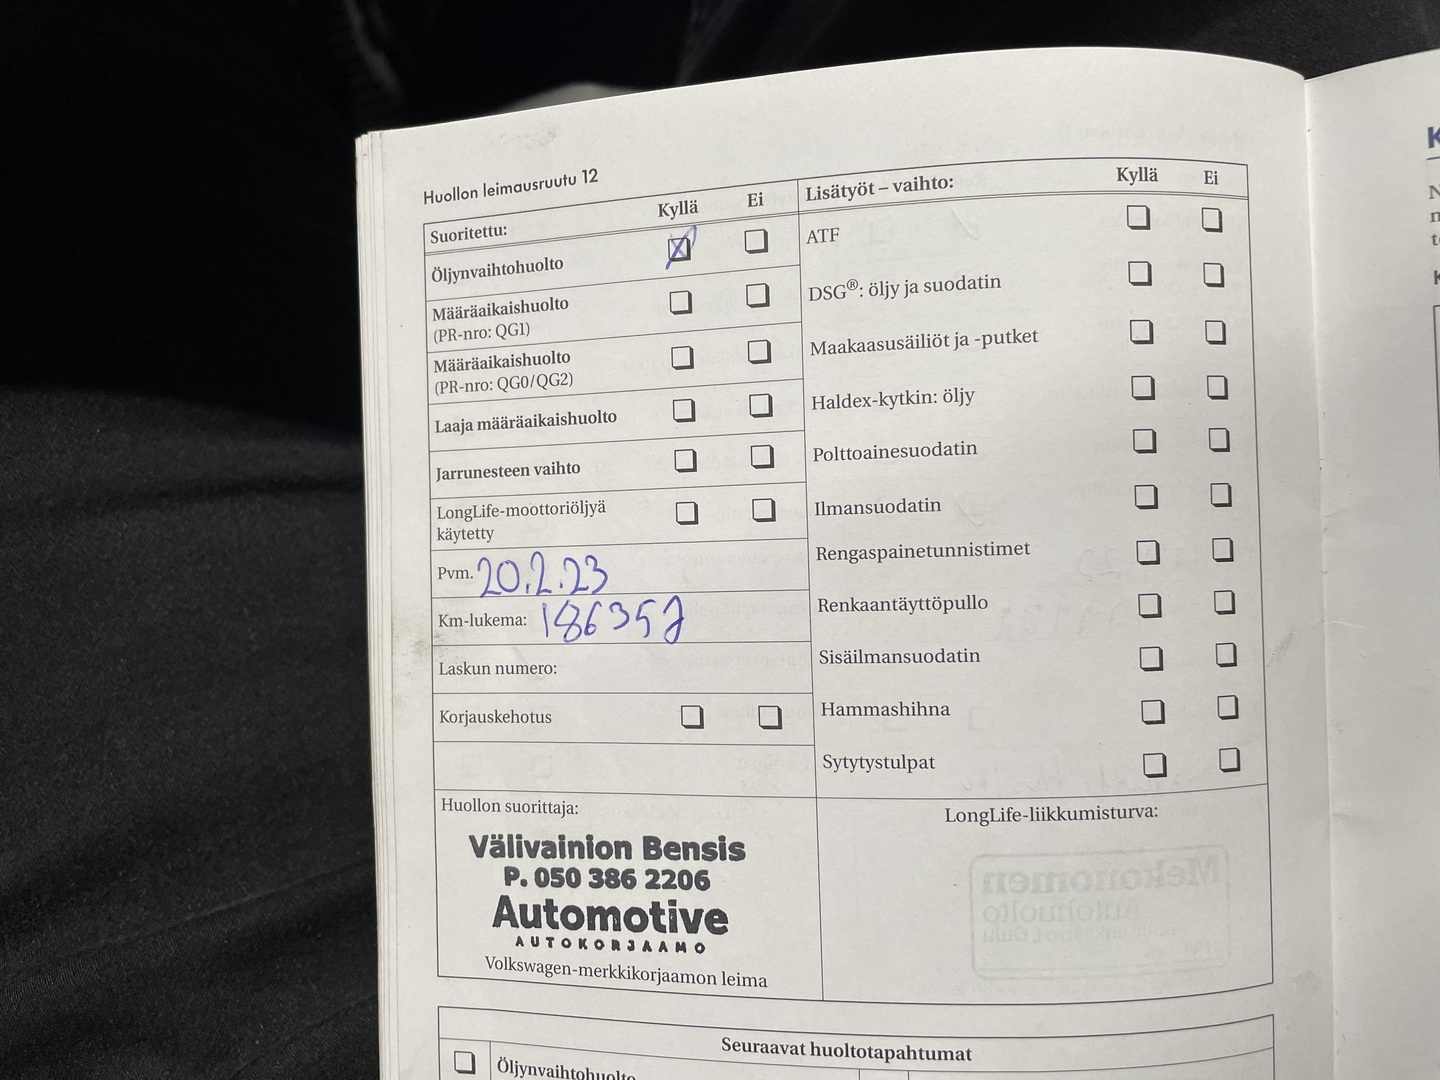 Huollon leimausruutu 12
Suoritettu: Kyllä Ei
Öljynvaihtohuolto
Määräaikaishuolto
(PR-nro: QG1)
Määräaikaishuolto
(PR-nro: QG0/QG2)
Laaja määräaikaishuolto
Jarrunesteen vaihto
LongLife-moottoriöljyä
käytetty
Pvm. 20.2.23
Km-lukema: 186352
Laskun numero:
Korjauskehotus
Huollon suorittaja:
Välivainion Bensis
P. 050 386 2206
Automotive
AUTOKORJAAMO
Volkswagen-merkkikorjaamon leima
Lisätyöt – vaihto: Kyllä Ei
ATF
DSG®: öljy ja suodatin
Maakaasusäiliöt ja -putket
Haldex-kytkin: öljy
Polttoainesuodatin
Ilmansuodatin
Rengaspainetunnistimet
Renkaantäyttöpullo
Sisäilmansuodatin
Hammashihna
Sytytystulpat
LongLife-liikkumisturva:
Seuraavat huoltotapahtumat
Öljynvaihtohuolto